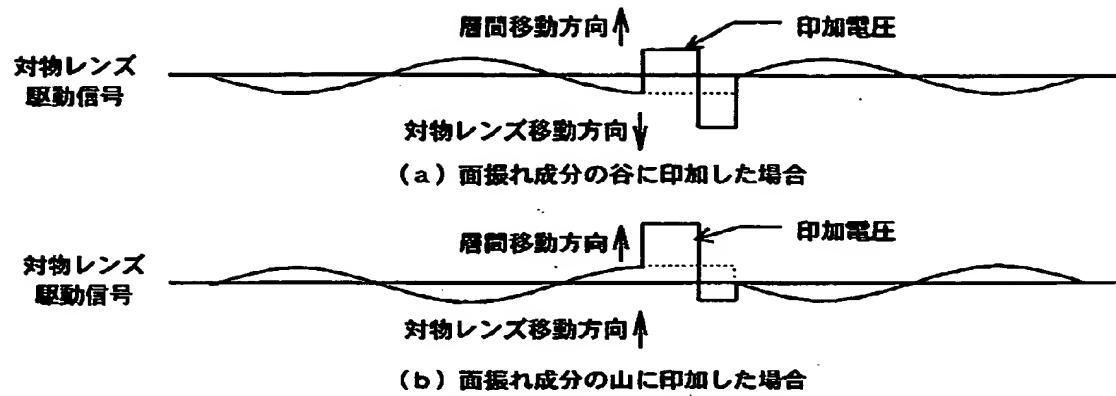 層間移動方向
印加電圧
対物レンズ
駆動信号
対物レンズ移動方向
(a)面振れ成分の谷に印加した場合
層間移動方向
印加電圧
対物レンズ
駆動信号
対物レンズ移動方向
(b)面振れ成分の山に印加した場合